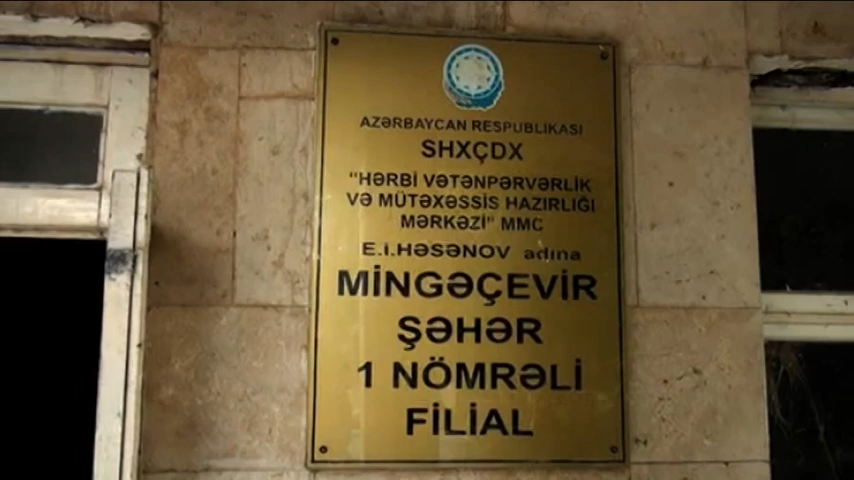 AZƏRBAYCAN RESPUBLİKASI
SHXÇDX
"HƏRBİ VƏTƏNPƏRVƏRLİK
VƏ MÜTƏXƏSSİS HAZIRLIĞI
MƏRKƏZİ" MMC
E.İ.HƏSƏNOV adına
MİNGƏÇEVİR
ŞƏHƏR
1 NÖMRƏLİ
FİLİAL